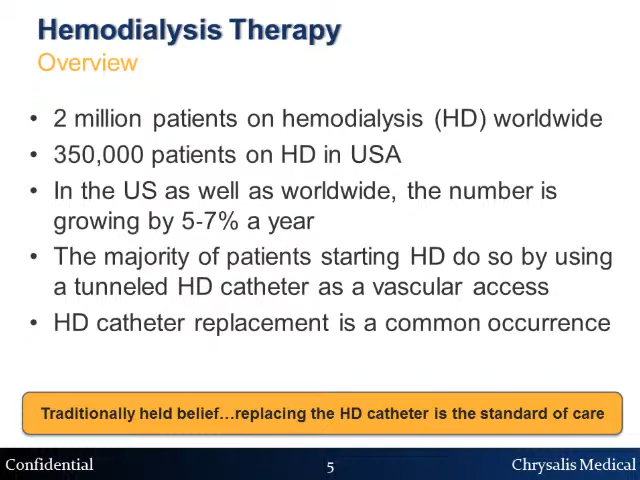 Hemodialysis Therapy
Overview
• 2 million patients on hemodialysis (HD) worldwide
• 350,000 patients on HD in USA
• In the US as well as worldwide, the number is
growing by 5-7% a year
• The majority of patients starting HD do so by using
a tunneled HD catheter as a vascular access
• HD catheter replacement is a common occurrence
Traditionally held belief…replacing the HD catheter is the standard of care
Confidential 5 Chrysalis Medical